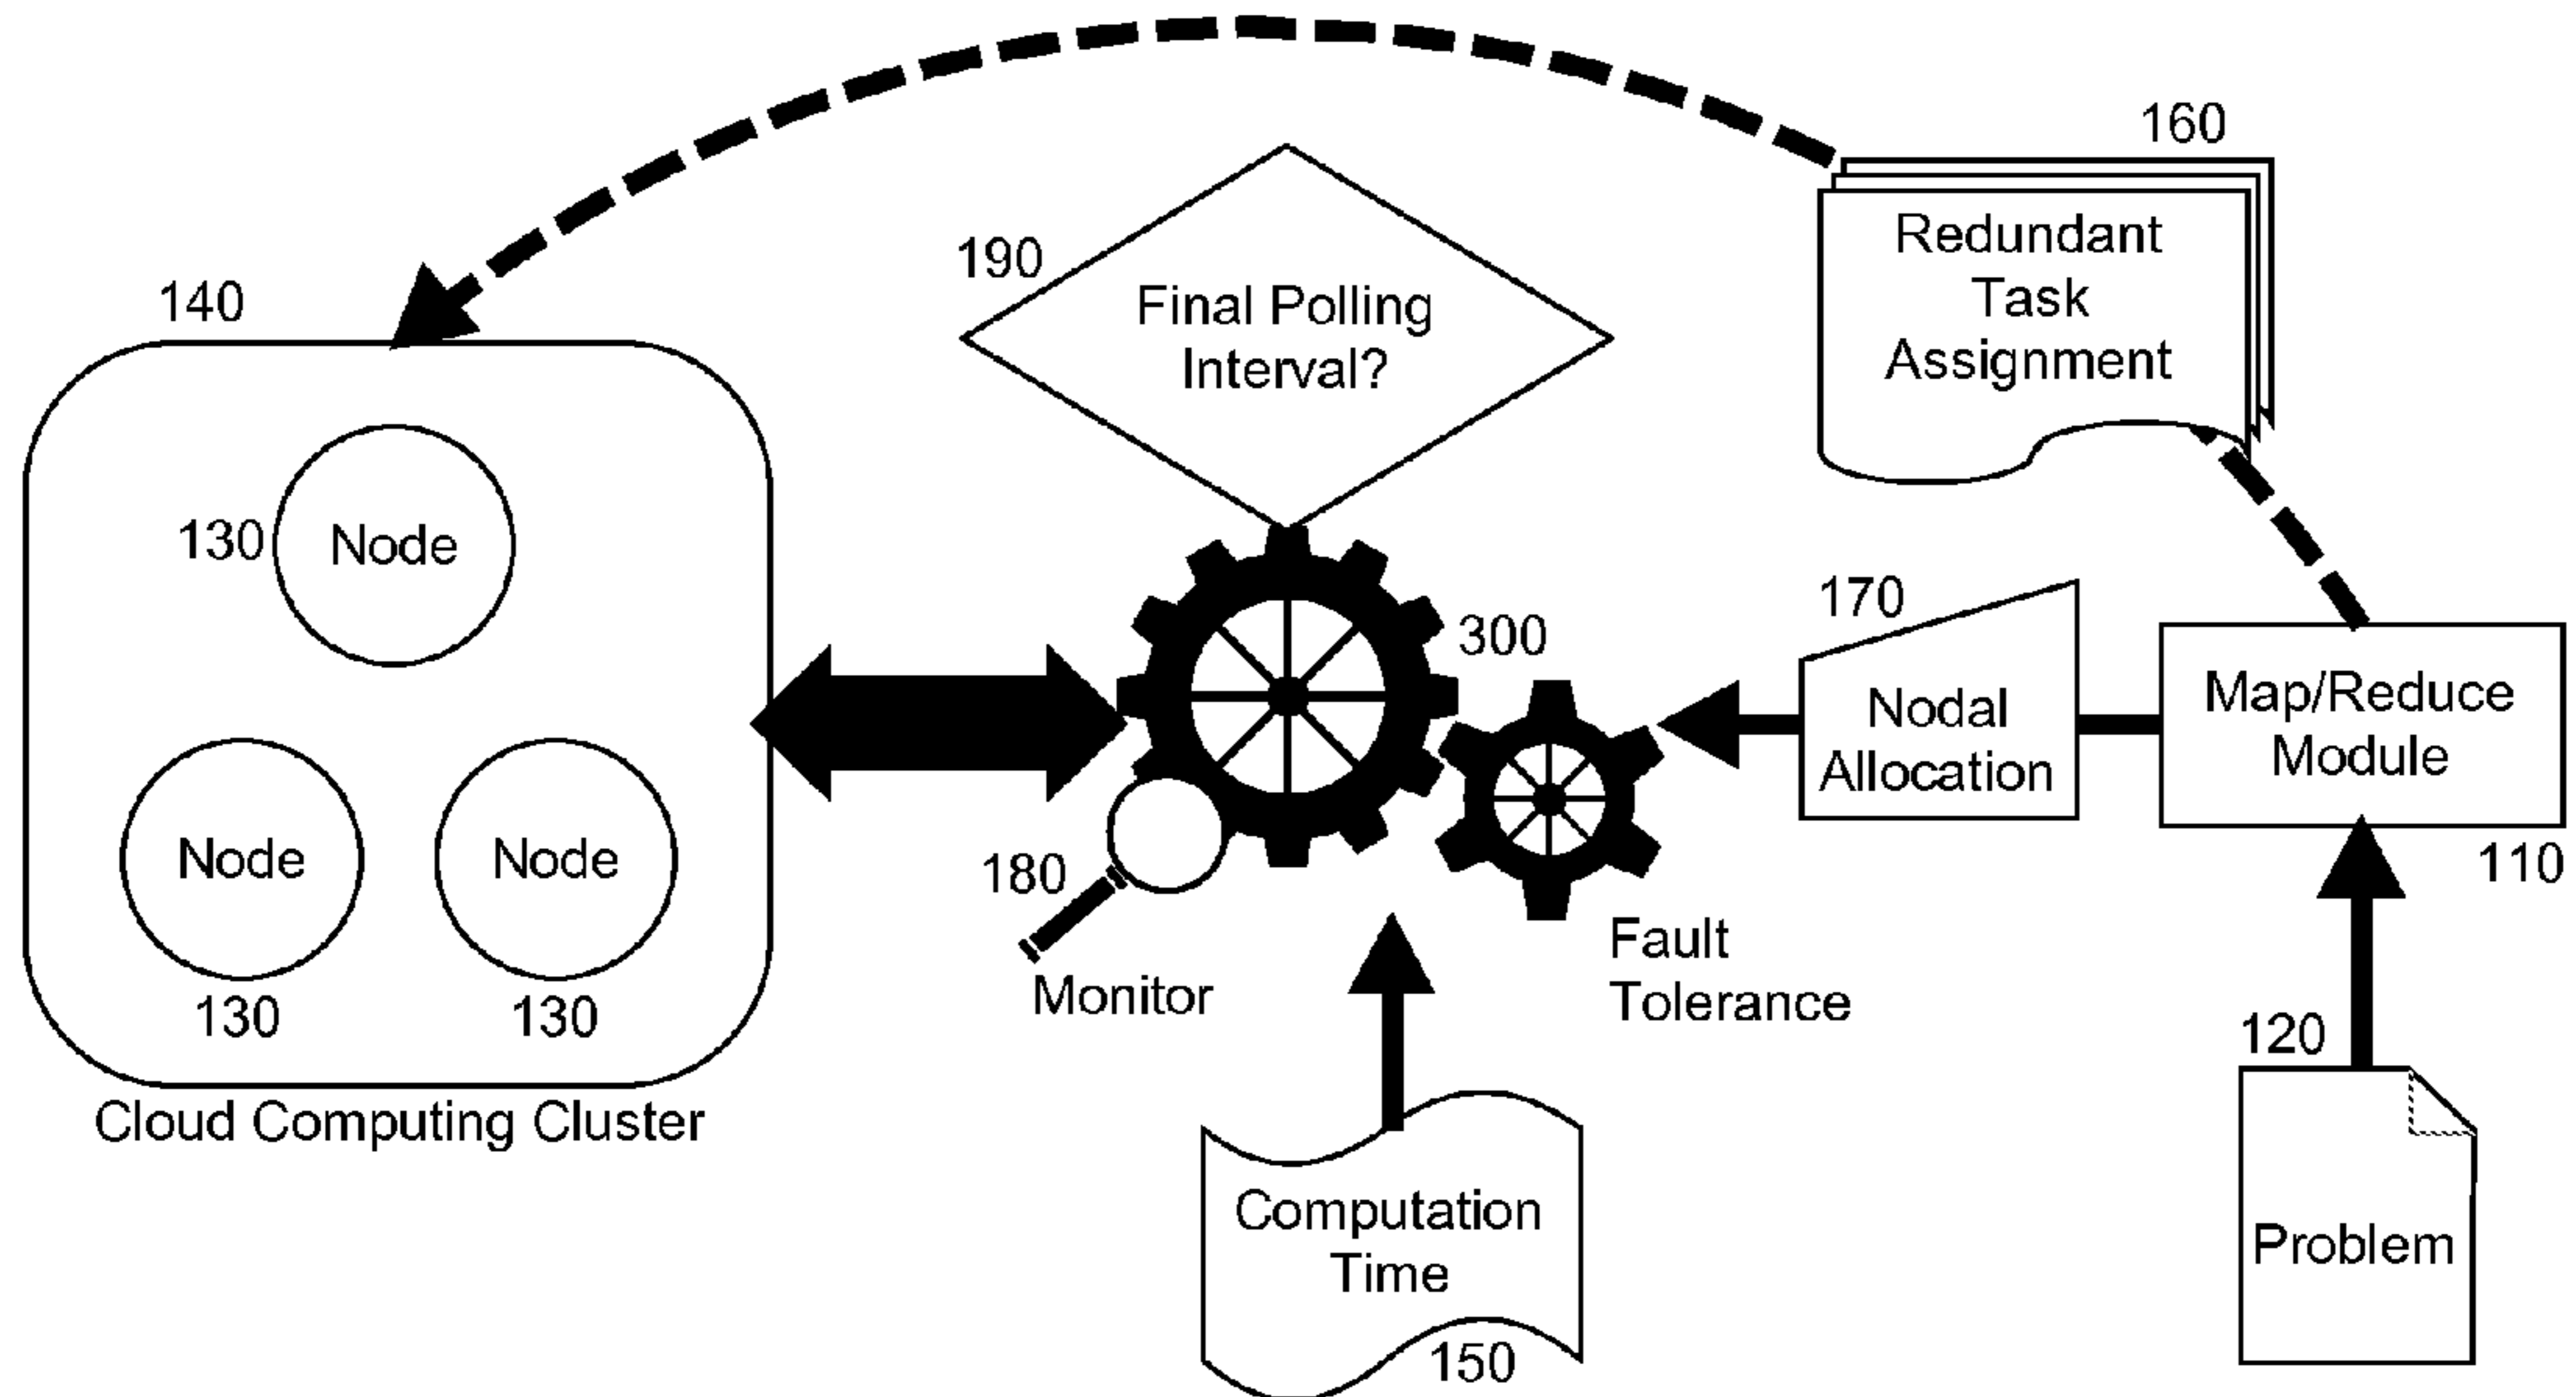 160
Redundant
Task
Assignment
190
Final Polling
Interval?
140
130
Node
Node
Node
130
130
Cloud Computing Cluster
300
180
Monitor
Fault
Tolerance
170
Nodal
Allocation
Map/Reduce
Module
110
Computation
Time
150
120
Problem